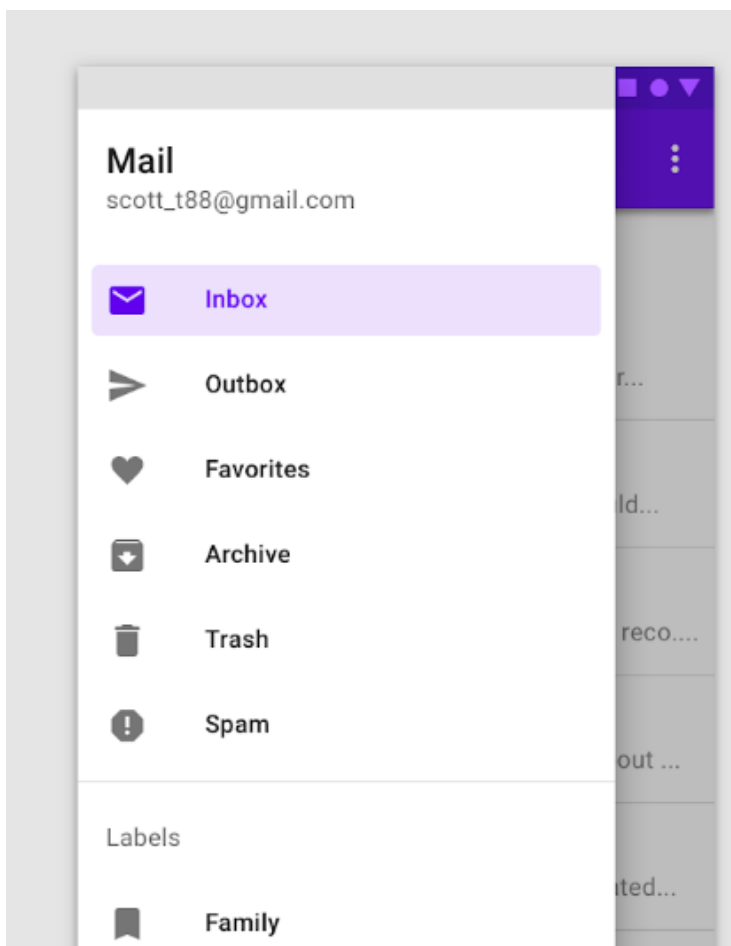 Mail
scott_t88@gmail.com
Inbox
Outbox
r...
Favorites
ld...
Archive
Trash
reco....
Spam
out ...
Labels
ted...
Family